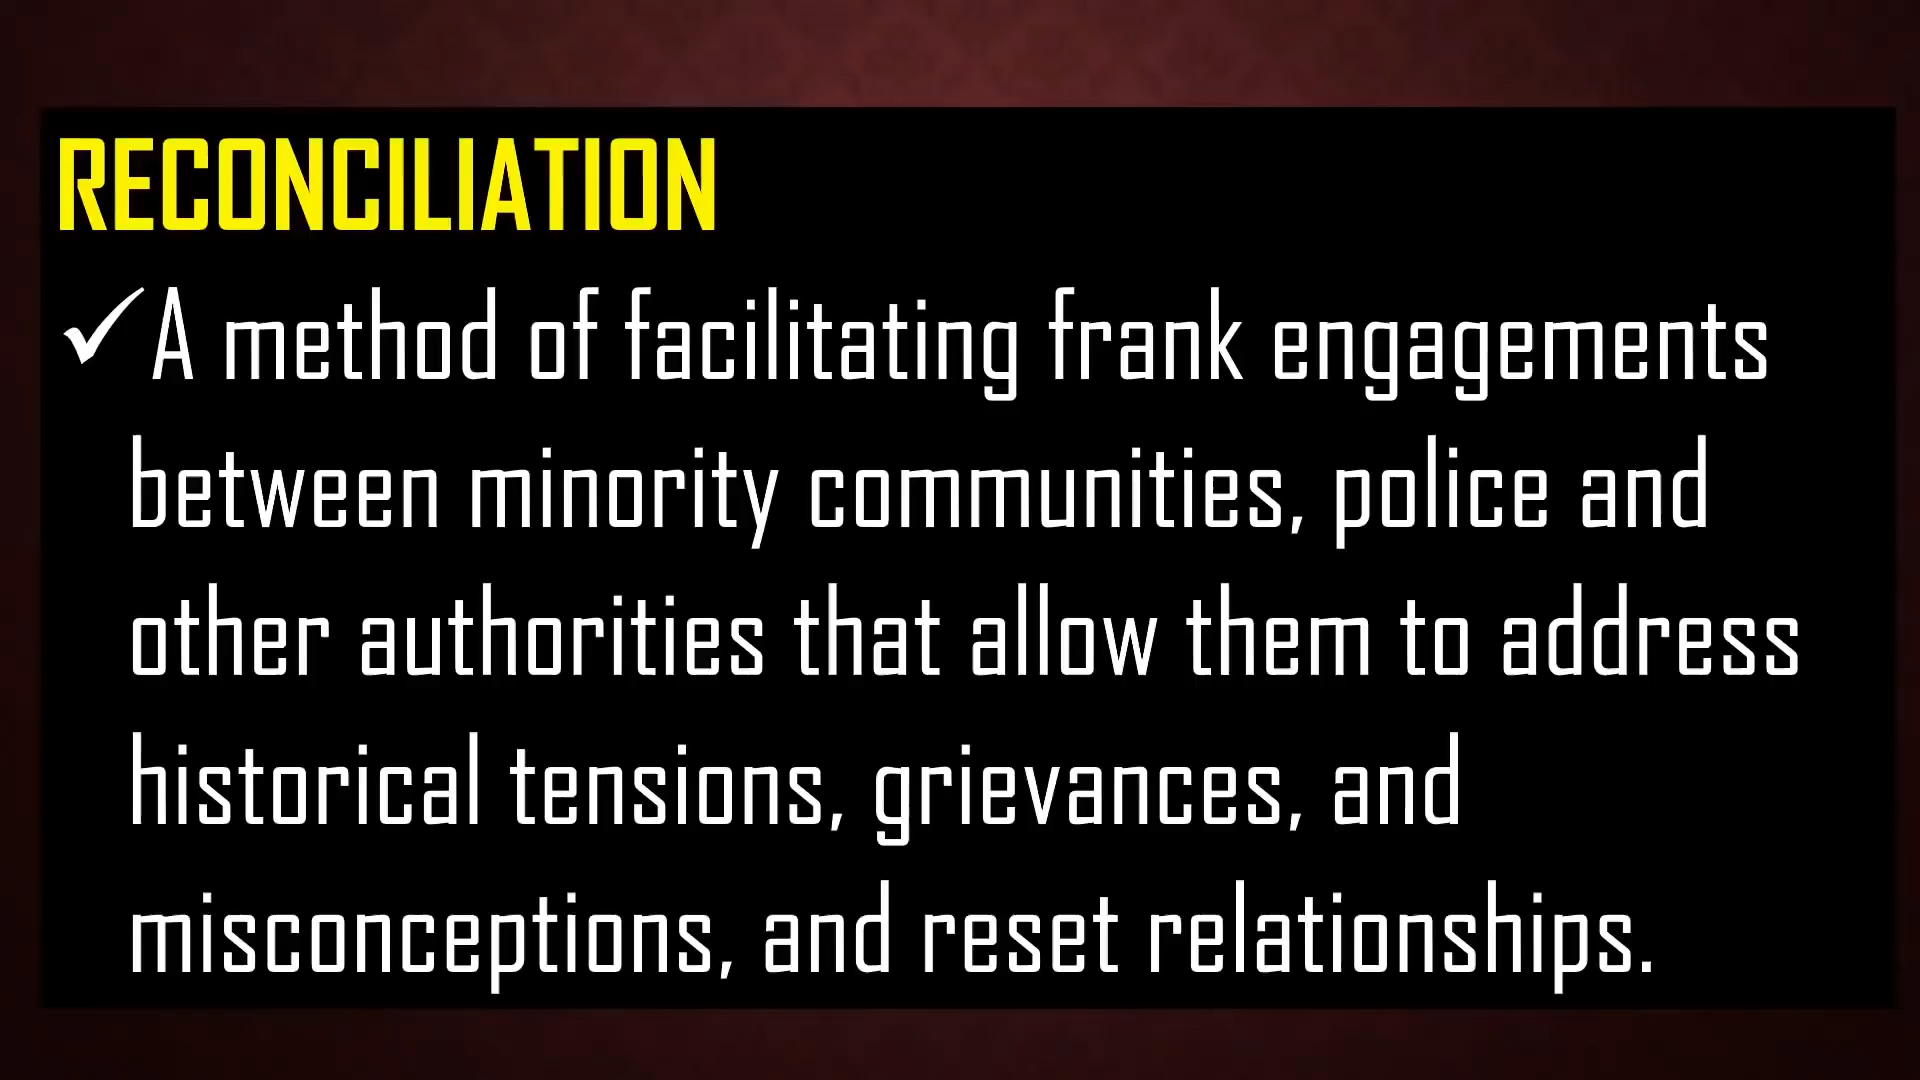 RECONCILIATION
✓A method of facilitating frank engagements
between minority communities, police and
other authorities that allow them to address
historical tensions, grievances, and
misconceptions, and reset relationships.